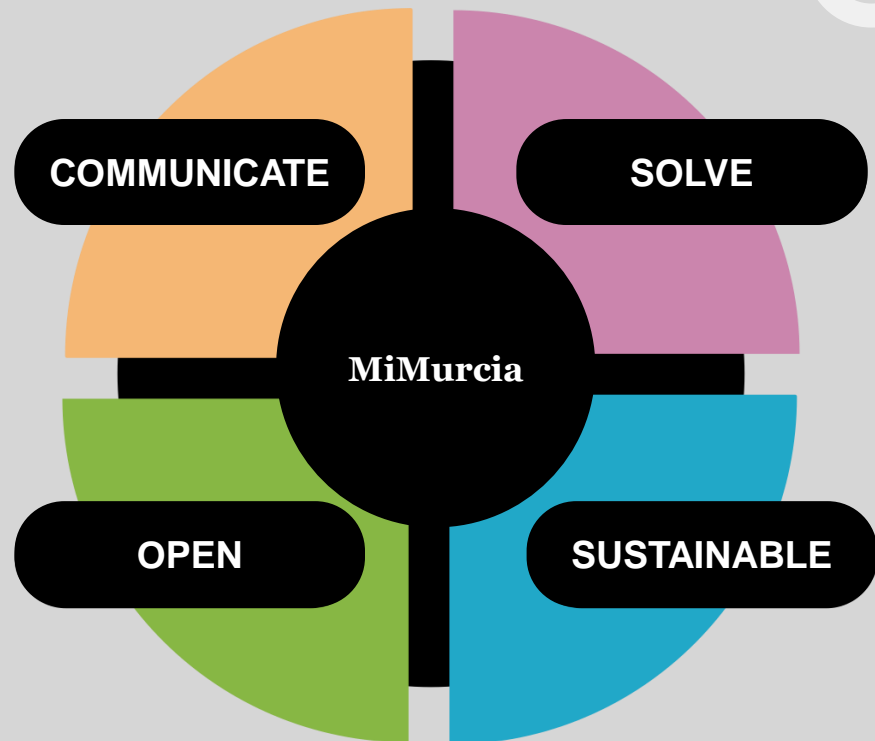 COMMUNICATE
SOLVE
MiMurcia
OPEN
SUSTAINABLE